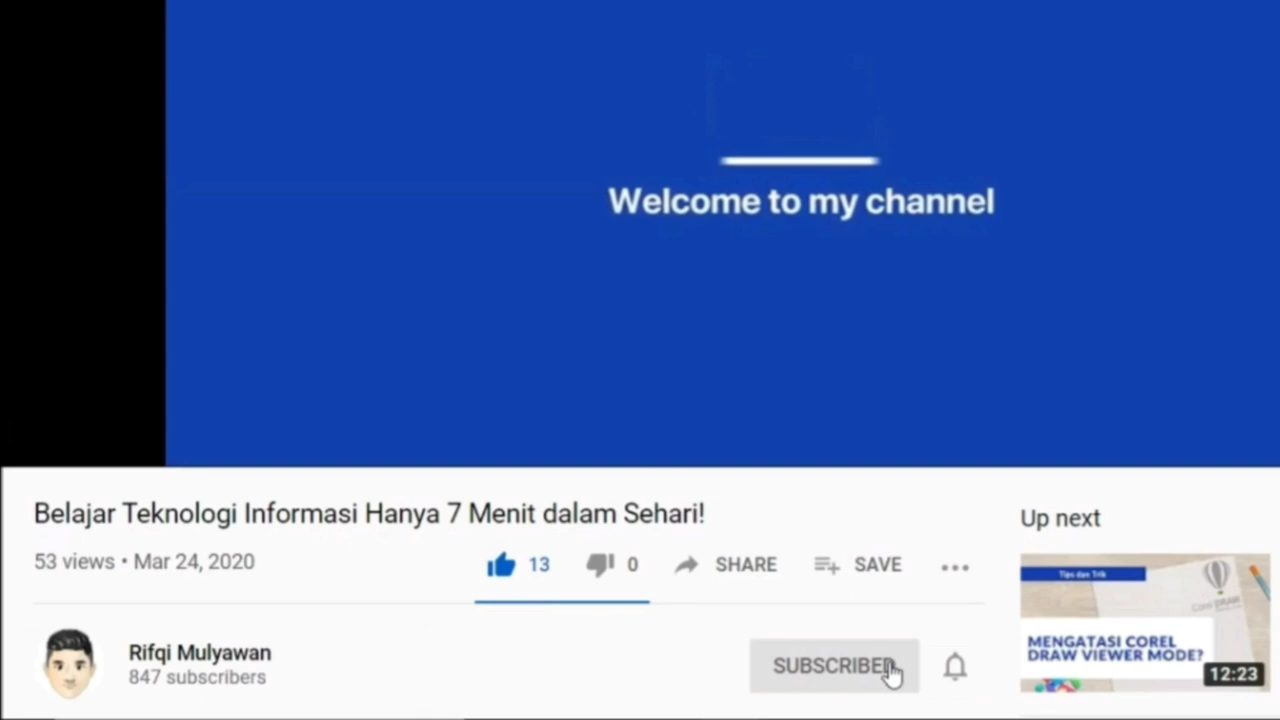 Welcome to my channel
Belajar Teknologi Informasi Hanya 7 Menit dalam Sehari!
53 views • Mar 24, 2020
13
0
SHARE
SAVE
Rifqi Mulyawan
847 subscribers
SUBSCRIBED
Up next
Tips dan Trik
Corel DRAW
MENGATASI COREL
DRAW VIEWER MODE?
12:23